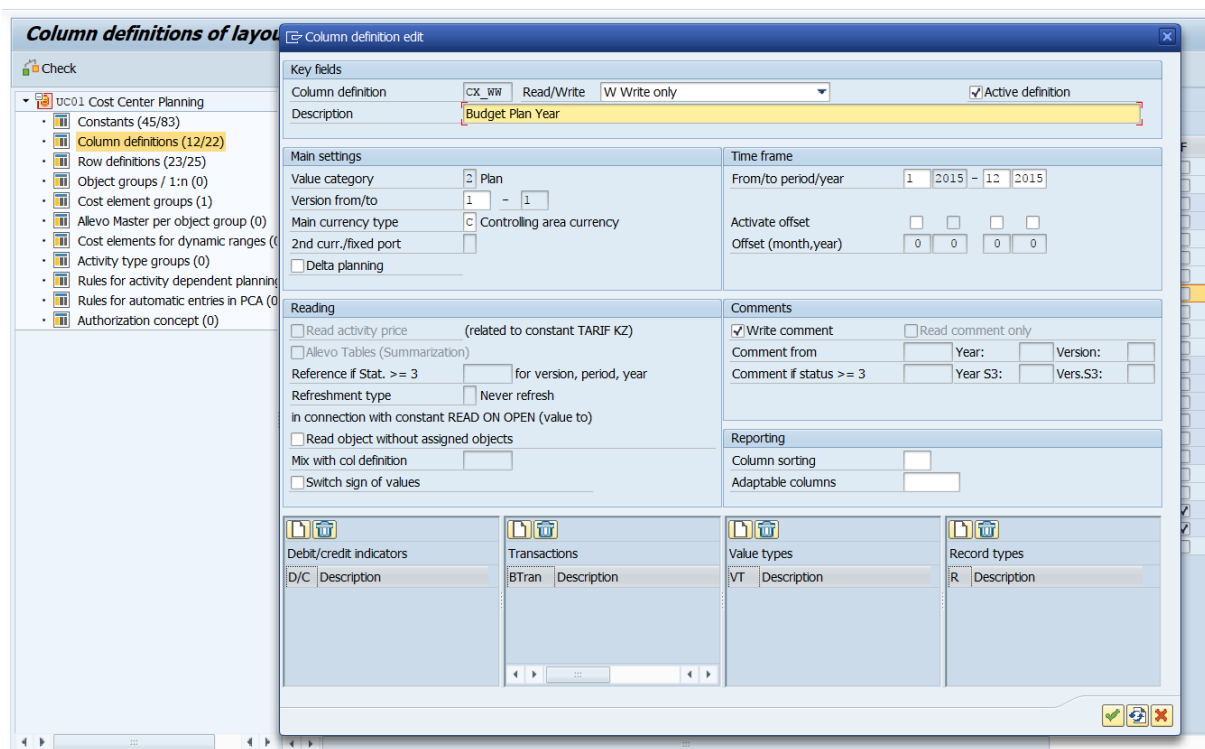 Column definitions of layou
Check
UC01 Cost Center Planning
Constants (45/83)
Column definitions (12/22)
Row definitions (23/25)
Object groups / 1:n (0)
Cost element groups (1)
Allevo Master per object group (0)
Cost elements for dynamic ranges (
Activity type groups (0)
Rules for activity dependent planning
Rules for automatic entries in PCA (0
Authorization concept (0)
Column definition edit
Key fields
Column definition CX_WW Read/Write W Write only Active definition
Description Budget Plan Year
Main settings
Value category 2 Plan
Version from/to 1 - 1
Main currency type C Controlling area currency
2nd curr./fixed port
Delta planning
Time frame
From/to period/year 1 2015 - 12 2015
Activate offset
Offset (month,year) 0 0 0 0
Reading
Read activity price (related to constant TARIF KZ)
Allevo Tables (Summarization)
Reference if Stat. >= 3 for version, period, year
Refreshment type Never refresh
in connection with constant READ ON OPEN (value to)
Read object without assigned objects
Mix with col definition
Switch sign of values
Comments
Write comment Read comment only
Comment from Year: Version:
Comment if status >= 3 Year S3: Vers.S3:
Reporting
Column sorting
Adaptable columns
Debit/credit indicators
D/C Description
Transactions
BTran Description
Value types
VT Description
Record types
R Description
F